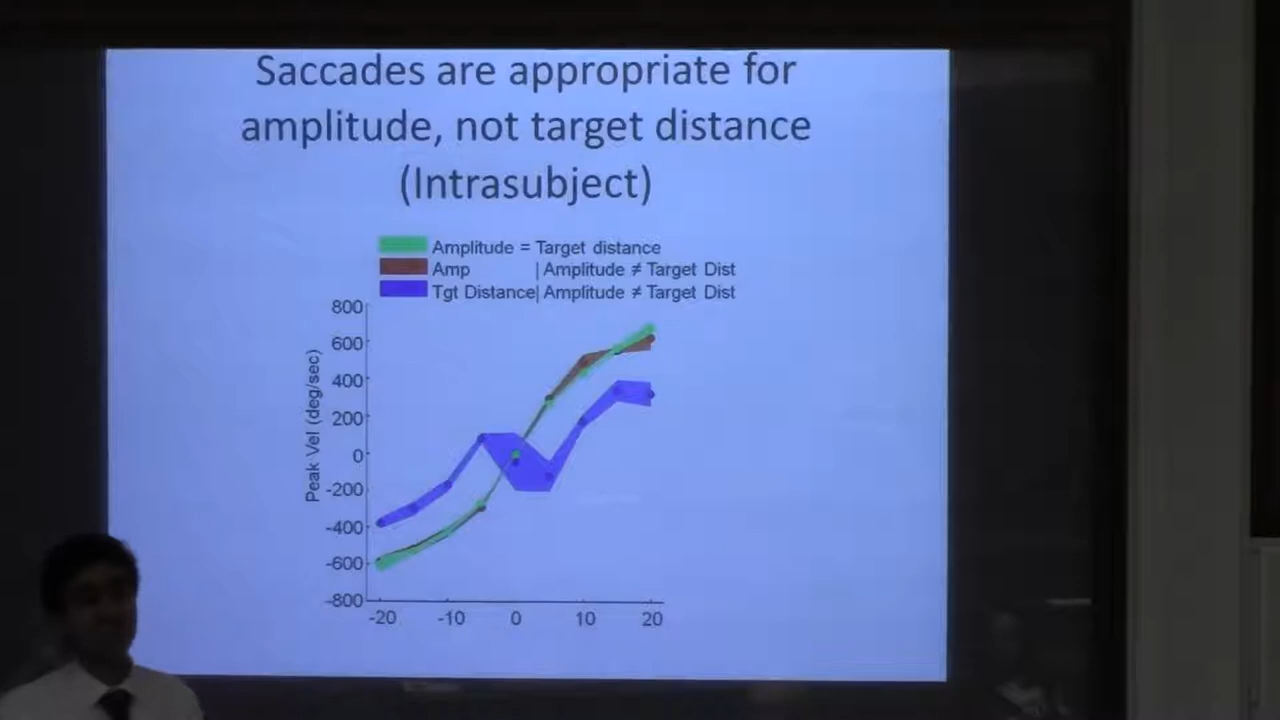 Saccades are appropriate for
amplitude, not target distance
(Intrasubject)
Amplitude = Target distance
Amp | Amplitude ≠ Target Dist
Tgt Distance| Amplitude ≠ Target Dist
Peak Vel (deg/sec)
800
600
400
200
0
-200
-400
-600
-800
-20 -10 0 10 20